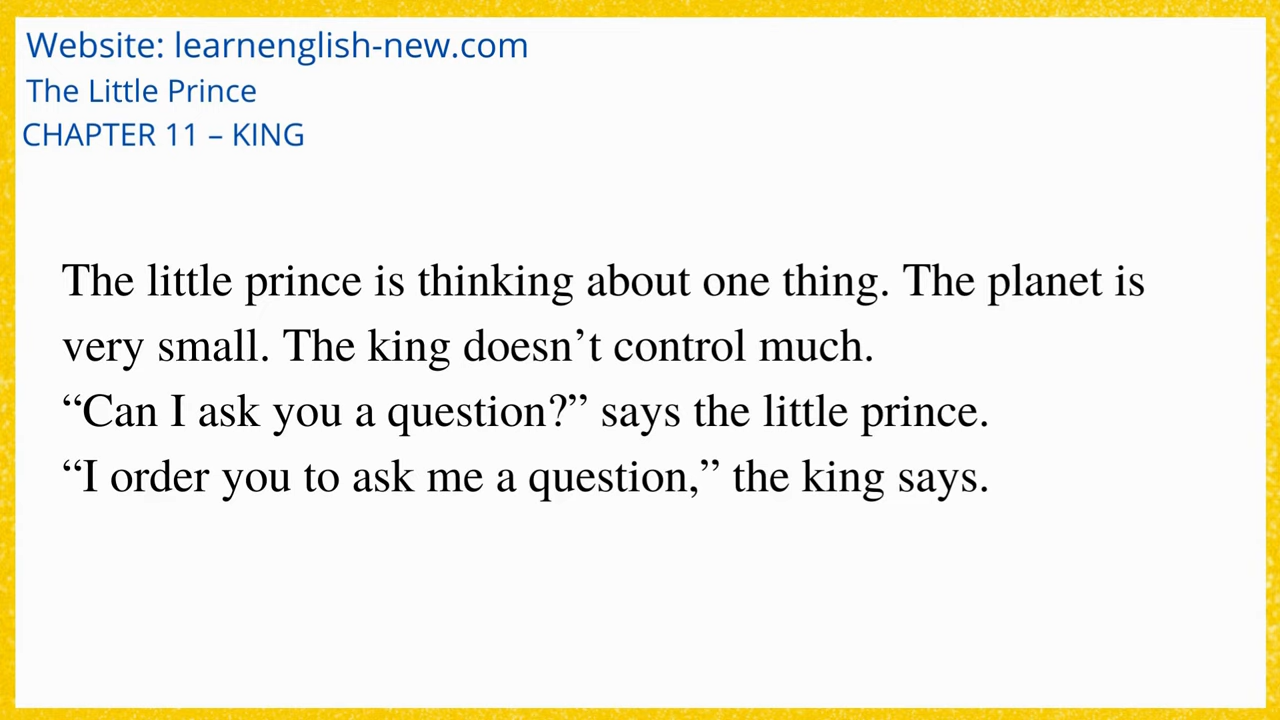 Website: learnenglish-new.com
The Little Prince
CHAPTER 11 – KING
The little prince is thinking about one thing. The planet is
very small. The king doesn’t control much.
“Can I ask you a question?” says the little prince.
“I order you to ask me a question,” the king says.